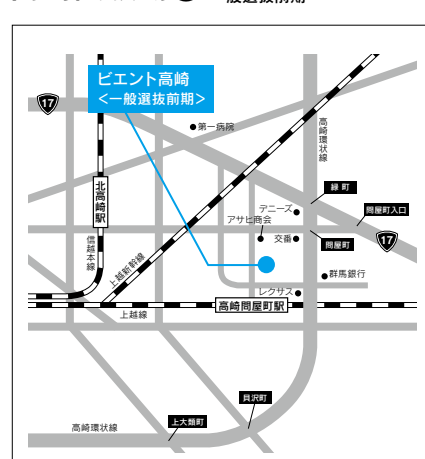 般選抜前期
ビエント高崎
<一般選抜前期>
17
第一病院
高崎環状線
北高崎駅
緑町
デニーズ
問屋町入口
アサヒ商会
交番
問屋町
17
信越本線
上越新幹線
群馬銀行
レクサス
高崎問屋町駅
上越線
貝沢町
上大類町
高崎環状線